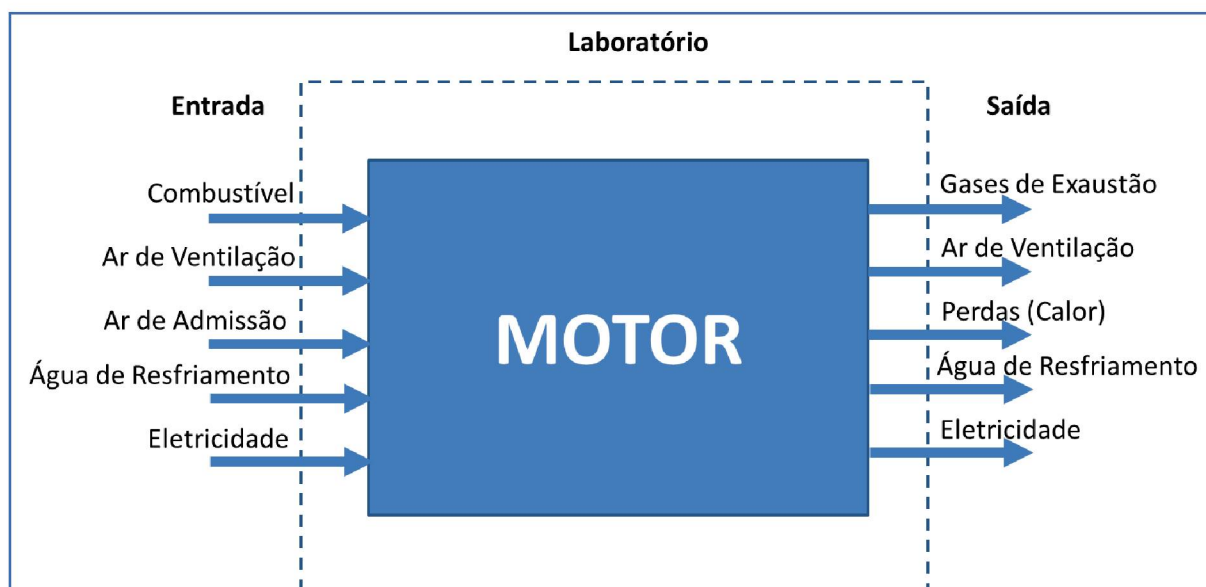 Laboratório
Entrada
Saída
Combustível
Ar de Ventilação
Ar de Admissão
Água de Resfriamento
Eletricidade
MOTOR
Gases de Exaustão
Ar de Ventilação
Perdas (Calor)
Água de Resfriamento
Eletricidade